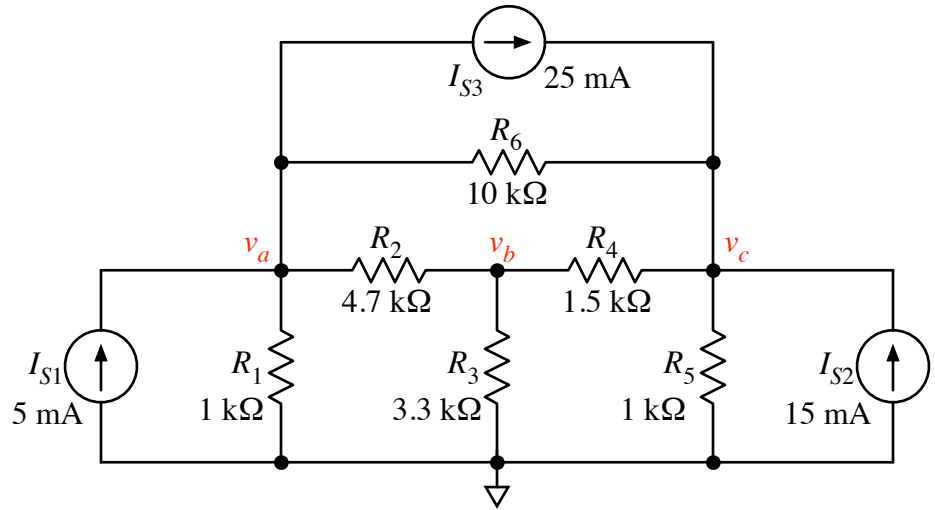 I_S3 25 mA
R_6
10 kΩ
v_a R_2 v_b R_4 v_c
4.7 kΩ 1.5 kΩ
I_S1 R_1 R_3 R_5 I_S2
5 mA 1 kΩ 3.3 kΩ 1 kΩ 15 mA